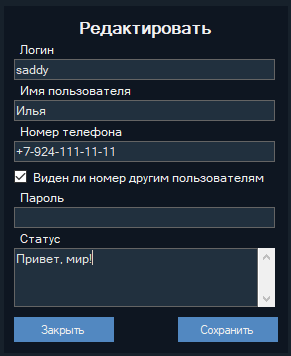 Редактировать
Логин
saddy
Имя пользователя
Илья
Номер телефона
+7-924-111-11-11
Виден ли номер другим пользователям
Пароль
Статус
Привет, мир!
Закрыть
Сохранить